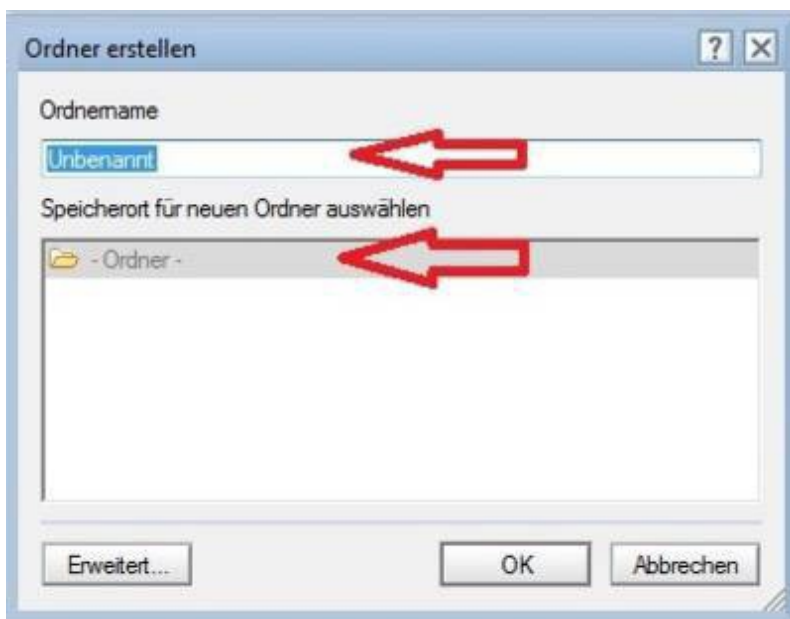 Ordner erstellen
Ordnername
Unbenannt
Speicherort für neuen Ordner auswählen
- Ordner -
Erweitert...
OK
Abbrechen